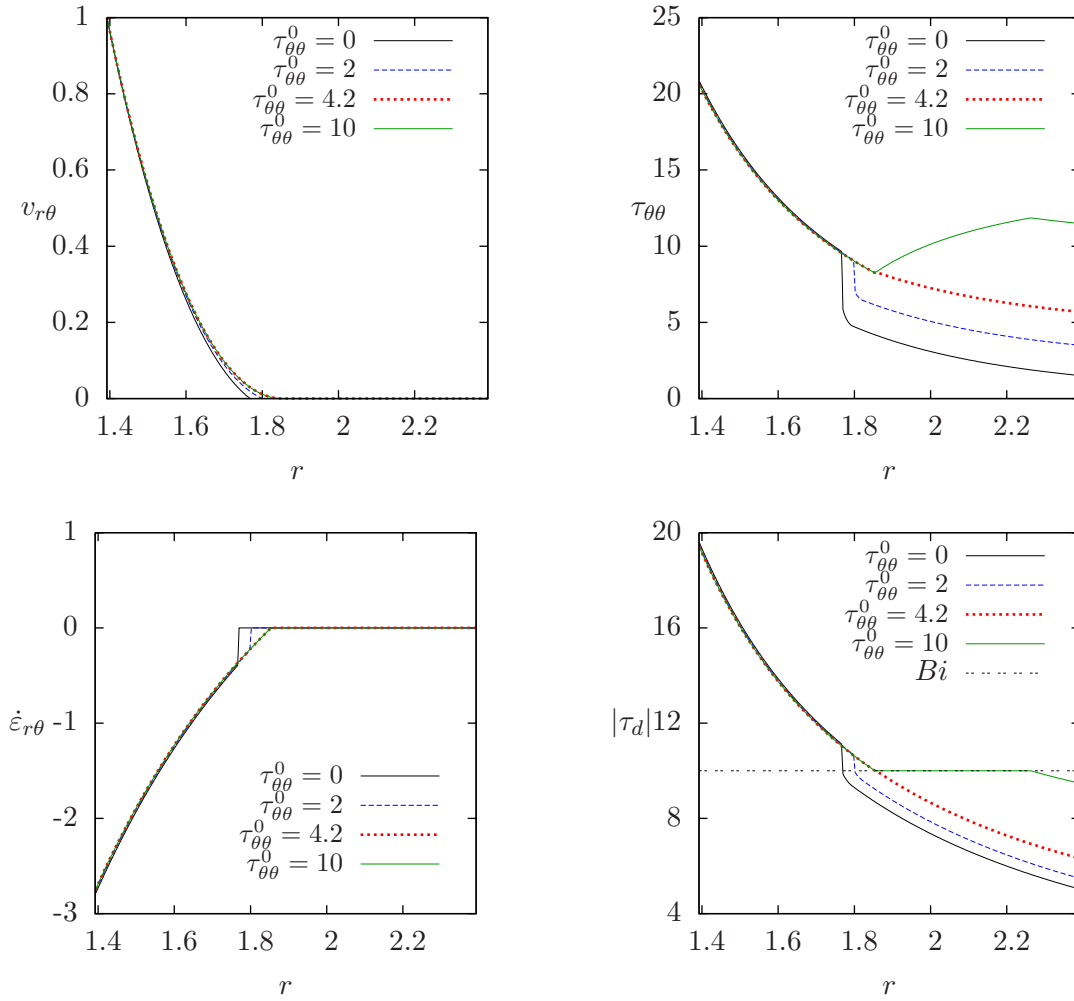 1
0.8
0.6
0.4
0.2
0
1.4 1.6 1.8 2 2.2
v_{rθ}
r
τ^0_{θθ} = 0
τ^0_{θθ} = 2
τ^0_{θθ} = 4.2
τ^0_{θθ} = 10
25
20
15
10
5
0
1.4 1.6 1.8 2 2.2
τ_{θθ}
r
τ^0_{θθ} = 0
τ^0_{θθ} = 2
τ^0_{θθ} = 4.2
τ^0_{θθ} = 10
1
0
-1
-2
-3
1.4 1.6 1.8 2 2.2
ε̇_{rθ}
r
τ^0_{θθ} = 0
τ^0_{θθ} = 2
τ^0_{θθ} = 4.2
τ^0_{θθ} = 10
20
16
12
8
4
1.4 1.6 1.8 2 2.2
|τ_d|
r
τ^0_{θθ} = 0
τ^0_{θθ} = 2
τ^0_{θθ} = 4.2
τ^0_{θθ} = 10
Bi